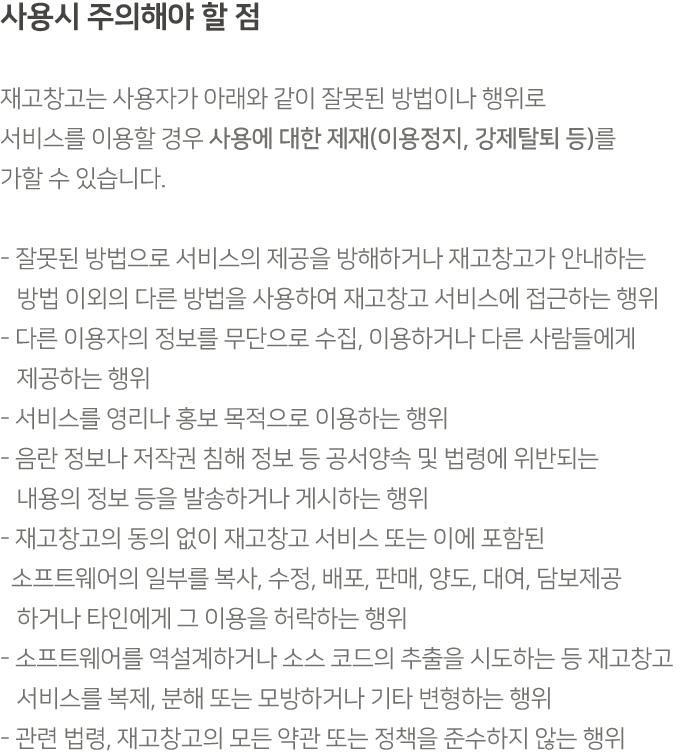 사용시 주의해야 할 점
재고창고는 사용자가 아래와 같이 잘못된 방법이나 행위로
서비스를 이용할 경우 사용에 대한 제재(이용정지, 강제탈퇴 등)를
가할 수 있습니다.
- 잘못된 방법으로 서비스의 제공을 방해하거나 재고창고가 안내하는
방법 이외의 다른 방법을 사용하여 재고창고 서비스에 접근하는 행위
- 다른 이용자의 정보를 무단으로 수집, 이용하거나 다른 사람들에게
제공하는 행위
- 서비스를 영리나 홍보 목적으로 이용하는 행위
- 음란 정보나 저작권 침해 정보 등 공서양속 및 법령에 위반되는
내용의 정보 등을 발송하거나 게시하는 행위
- 재고창고의 동의 없이 재고창고 서비스 또는 이에 포함된
소프트웨어의 일부를 복사, 수정, 배포, 판매, 양도, 대여, 담보제공
하거나 타인에게 그 이용을 허락하는 행위
- 소프트웨어를 역설계하거나 소스 코드의 추출을 시도하는 등 재고창고
서비스를 복제, 분해 또는 모방하거나 기타 변형하는 행위
- 관련 법령, 재고창고의 모든 약관 또는 정책을 준수하지 않는 행위